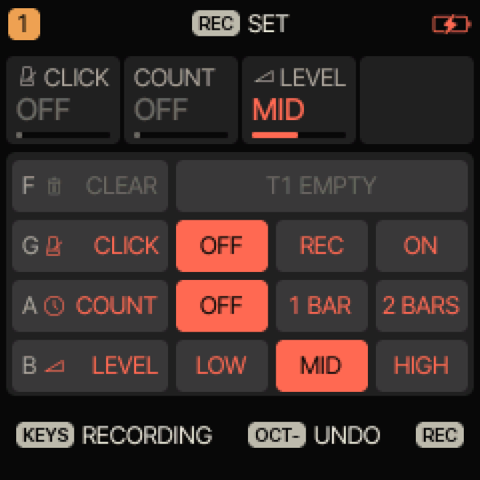 1 REC SET
CLICK COUNT LEVEL
OFF OFF MID
F CLEAR T1 EMPTY
G CLICK OFF REC ON
A COUNT OFF 1 BAR 2 BARS
B LEVEL LOW MID HIGH
KEYS RECORDING OCT- UNDO REC